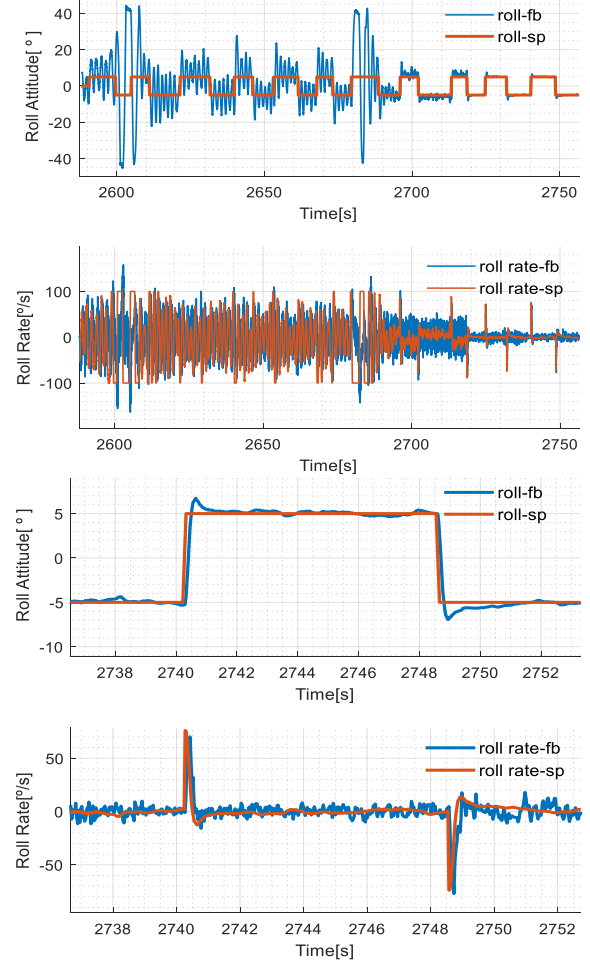 roll-fb
roll-sp
Roll Attitude[ º ]
40
20
0
-20
-40
2600
2650
2700
2750
Time[s]
roll rate-fb
roll rate-sp
Roll Rate[º/s]
100
0
-100
2600
2650
2700
2750
Time[s]
roll-fb
roll-sp
Roll Attitude[ º ]
5
0
-5
-10
2738
2740
2742
2744
2746
2748
2750
2752
Time[s]
roll rate-fb
roll rate-sp
Roll Rate[º/s]
50
0
-50
2738
2740
2742
2744
2746
2748
2750
2752
Time[s]